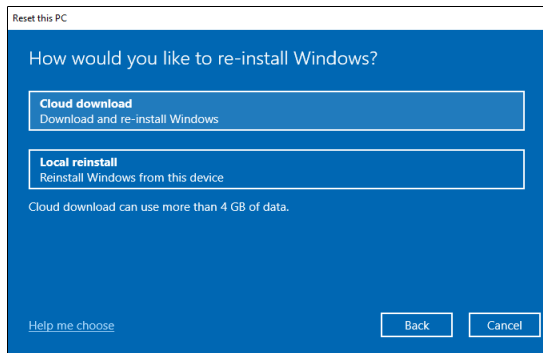 Reset this PC
How would you like to re-install Windows?
Cloud download
Download and re-install Windows
Local reinstall
Reinstall Windows from this device
Cloud download can use more than 4 GB of data.
Help me choose
Back
Cancel